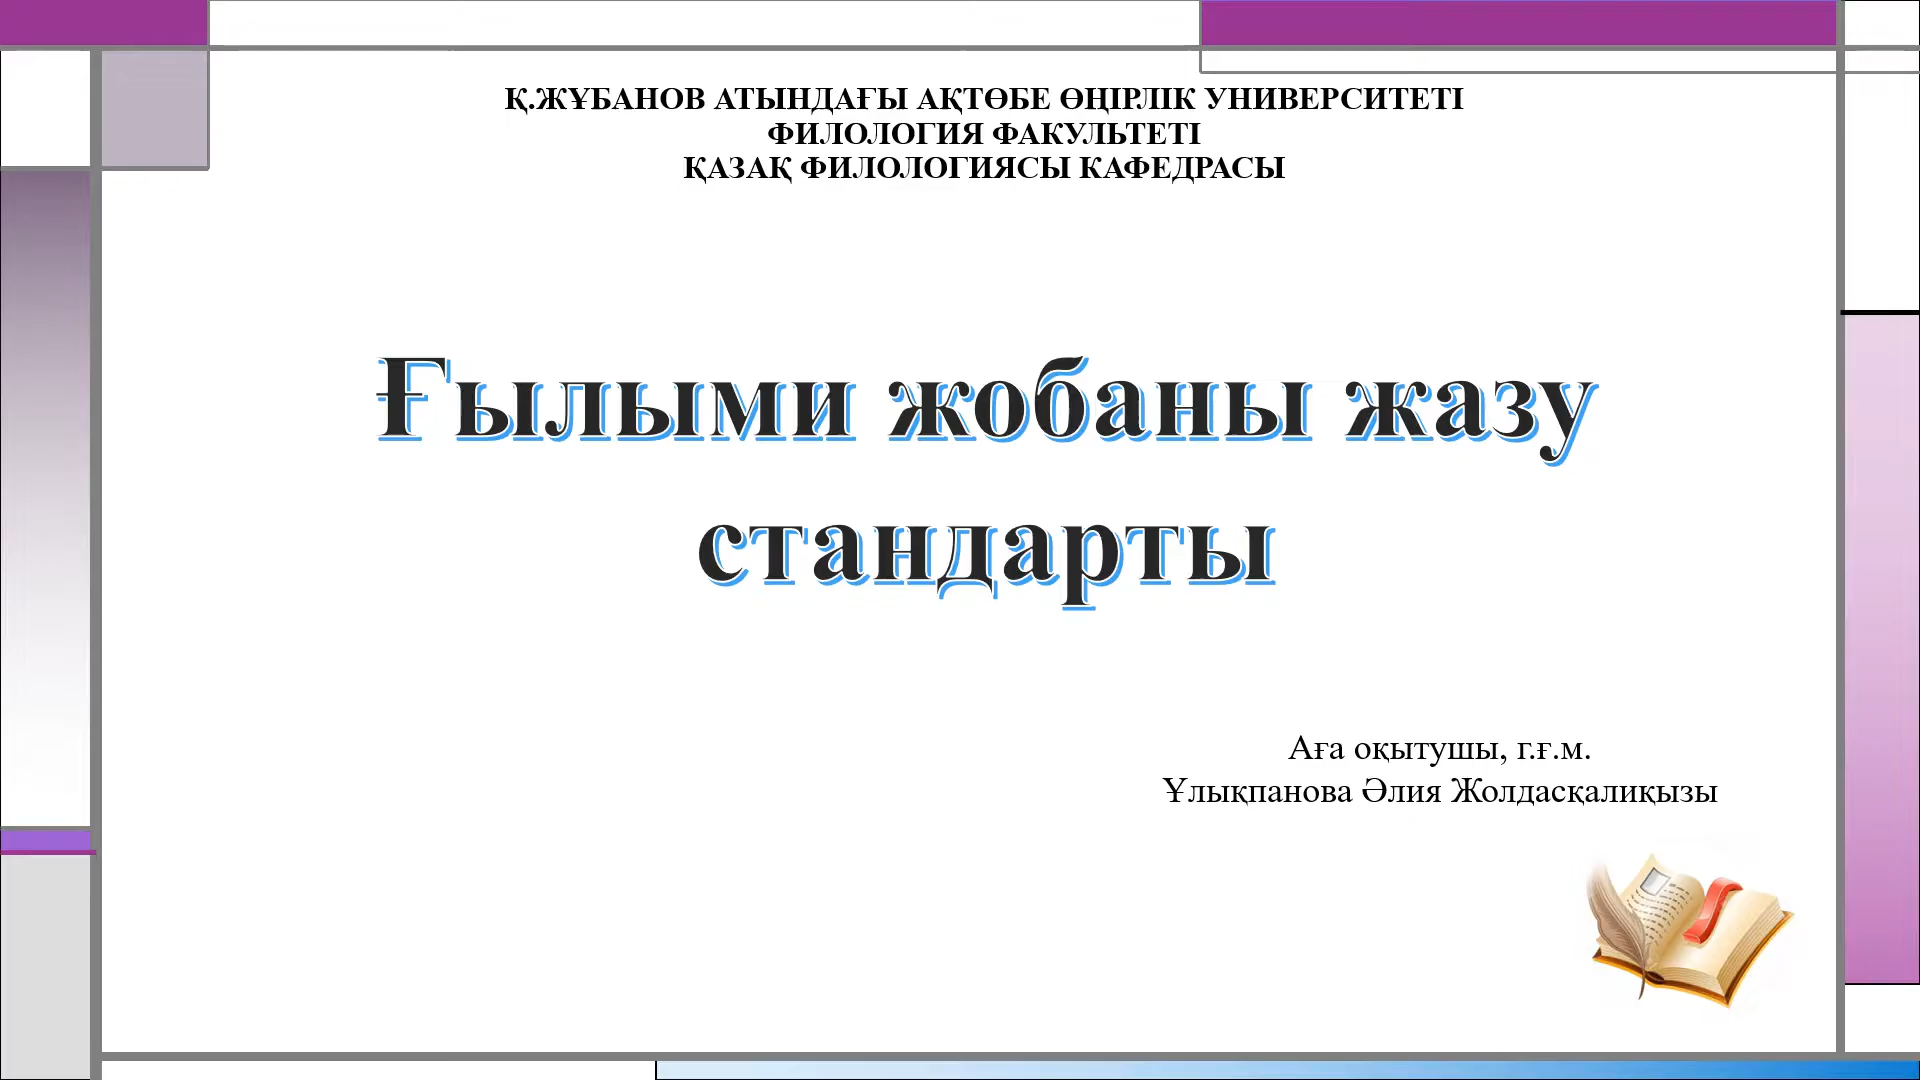 Қ.ЖҰБАНОВ АТЫНДАҒЫ АҚТӨБЕ ӨҢІРЛІК УНИВЕРСИТЕТІ
ФИЛОЛОГИЯ ФАКУЛЬТЕТІ
ҚАЗАҚ ФИЛОЛОГИЯСЫ КАФЕДРАСЫ
Ғылыми жобаны жазу
стандарты
Аға оқытушы, г.ғ.м.
Ұлықпанова Әлия Жолдасқалиқызы